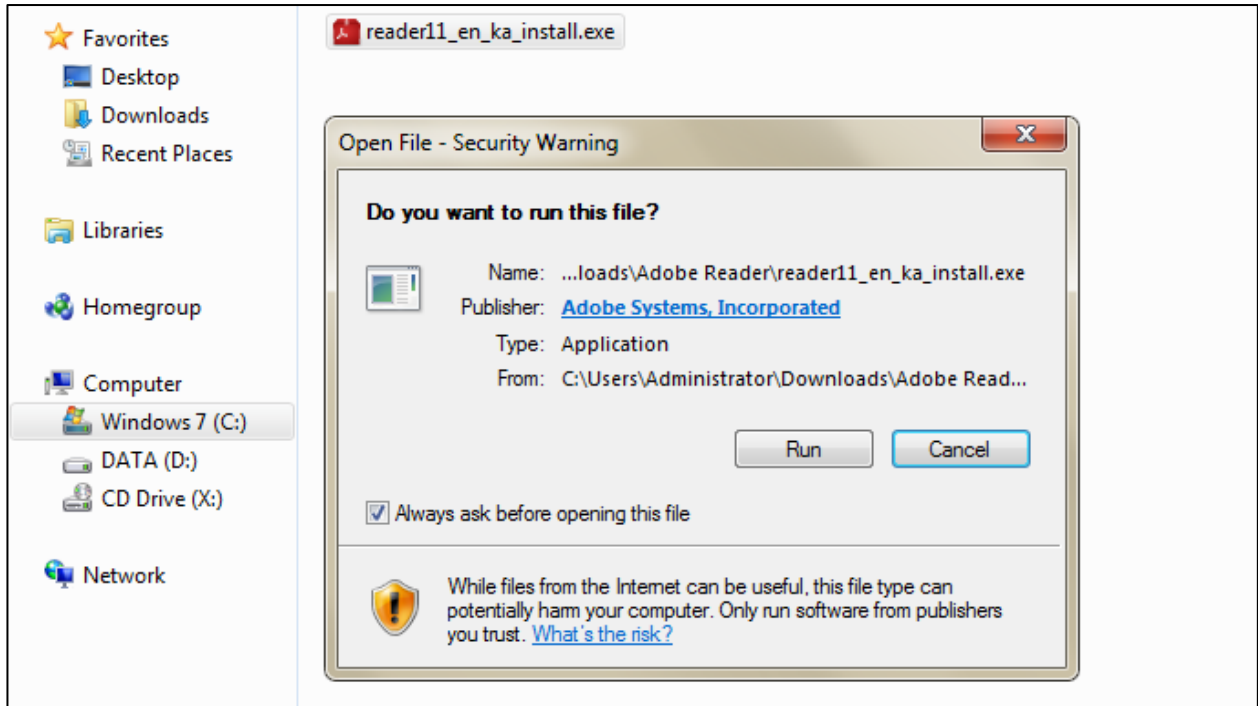 Favorites
Desktop
Downloads
Recent Places
Libraries
Homegroup
Computer
Windows 7 (C:)
DATA (D:)
CD Drive (X:)
Network
reader11_en_ka_install.exe
Open File - Security Warning
Do you want to run this file?
Name: ...loads\Adobe Reader\reader11_en_ka_install.exe
Publisher: Adobe Systems, Incorporated
Type: Application
From: C:\Users\Administrator\Downloads\Adobe Read...
Run Cancel
Always ask before opening this file
While files from the Internet can be useful, this file type can
potentially harm your computer. Only run software from publishers
you trust. What's the risk?